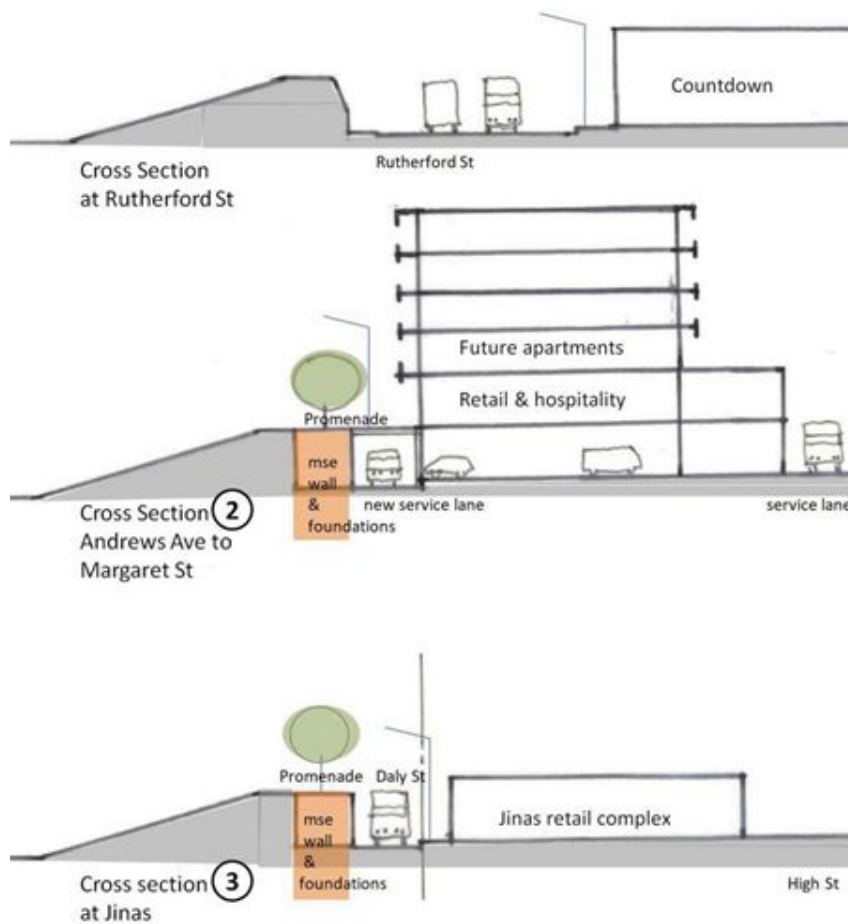 Countdown
Rutherford St
Cross Section
at Rutherford St
Future apartments
Retail & hospitality
Promenade
mse
wall
&
foundations
new service lane
service lane
Cross Section 2
Andrews Ave to
Margaret St
Promenade
Daly St
mse
wall
&
foundations
Jinas retail complex
High St
Cross section 3
at Jinas